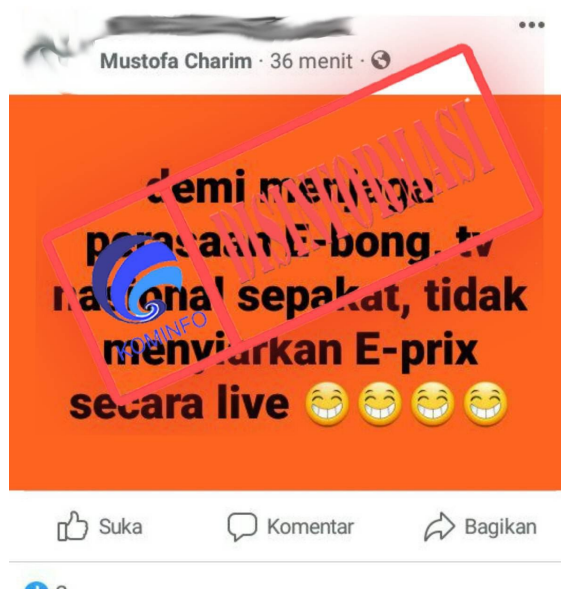 Mustofa Charim · 36 menit ·
demi menjaga
perasaan E-bong, tv
nasional sepakat, tidak
menyiarkan E-prix
secara live 😁😁😁😁
DISINFORMASI
KOMINFO
Suka
Komentar
Bagikan